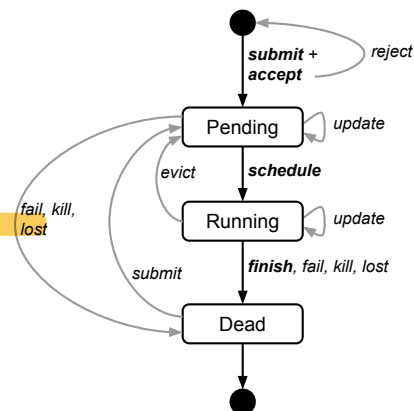 submit +
accept
reject
Pending
update
evict
schedule
fail, kill,
lost
Running
update
submit
finish, fail, kill, lost
Dead